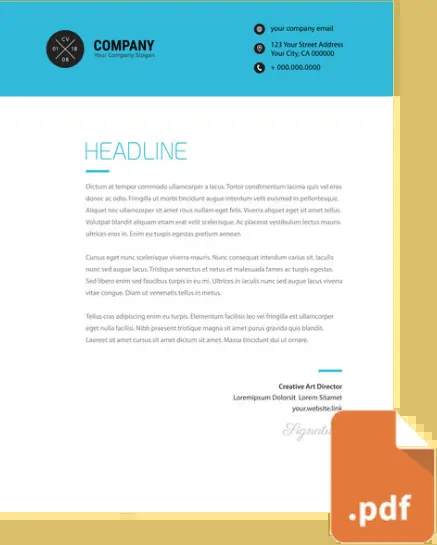 CV
01 18
08
COMPANY
Your Company Slogan
your company email
123 Your Street Address
Your City, CA 000000
+ 000.000.0000
HEADLINE
Dictum at tempor commodo ullamcorper a lacus. Tortor condimentum lacinia quis vel eros
donec ac odio. Fringilla ut morbi tincidunt augue interdum velit euismod in pellentesque.
Aliquet nec ullamcorper sit amet risus nullam eget felis. Viverra aliquet eget sit amet tellus.
Volutpat blandit aliquam etiam erat velit scelerisque. Ac placerat vestibulum lectus mauris
ultrices eros in. Enim eu turpis egestas pretium aenean.
Cursus eget nunc scelerisque viverra mauris. Nunc consequat interdum varius sit. Iaculis
nunc sed augue lacus. Tristique senectus et netus et malesuada fames ac turpis egestas.
Sed libero enim sed faucibus turpis in eu mi. Ultrices in iaculis nunc sed augue lacus viverra
vitae congue. Diam ut venenatis tellus in metus.
Tellus cras adipiscing enim eu turpis. Elementum facilisis leo vel fringilla est ullamcorper
eget nulla facilisi. Nibh praesent tristique magna sit amet purus gravida quis blandit.
Laoreet sit amet cursus sit amet dictum sit amet. Massa tincidunt dui ut ornare.
Creative Art Director
Loremipsum Dolorsit Lorem Sitamet
your.website.link
.pdf